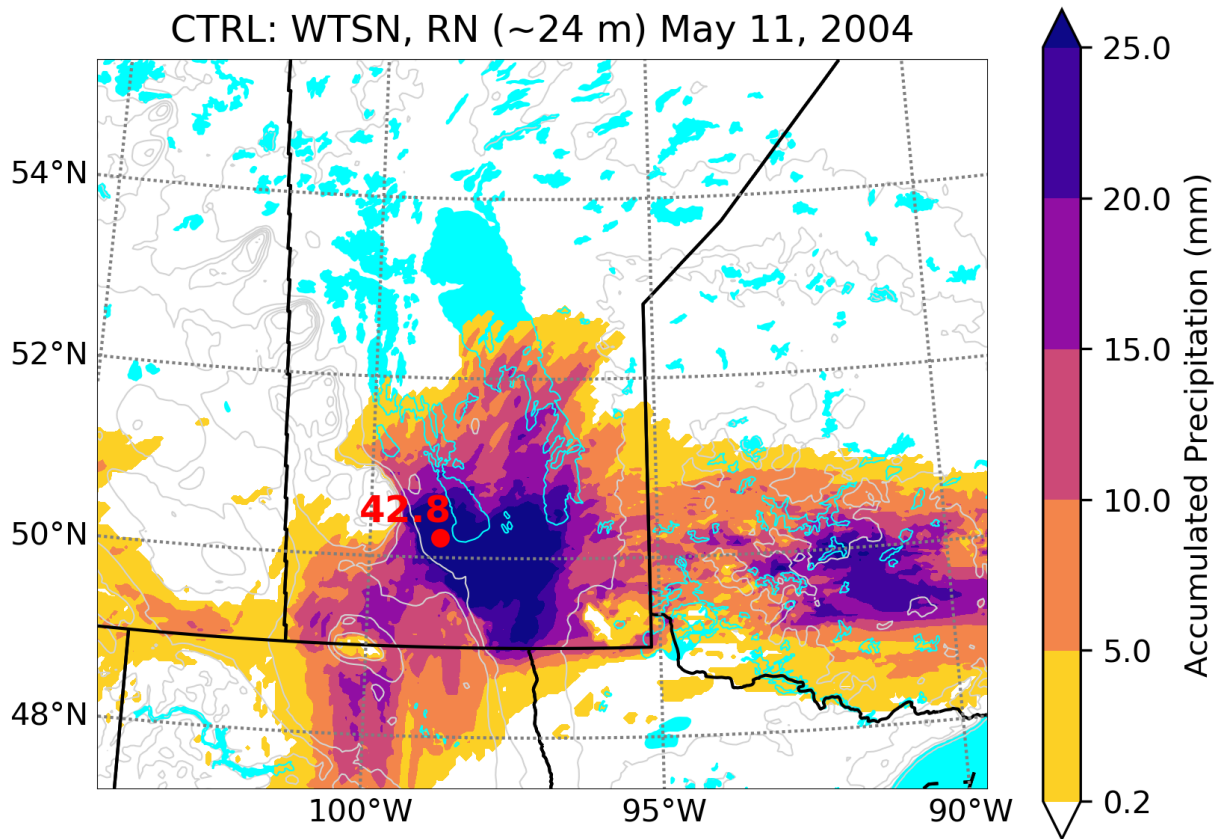 CTRL: WTSN, RN (~24 m) May 11, 2004
54°N
52°N
50°N
48°N
100°W
95°W
90°W
42.8
25.0
20.0
15.0
10.0
5.0
0.2
Accumulated Precipitation (mm)